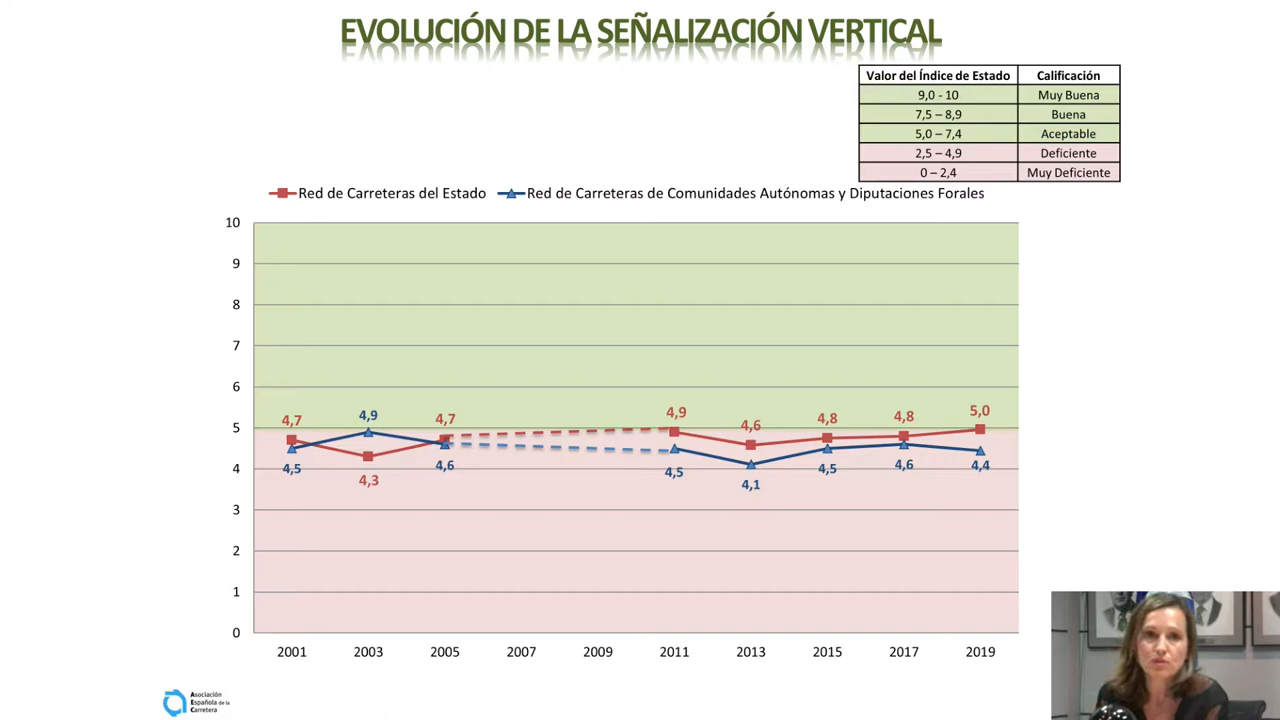 EVOLUCIÓN DE LA SEÑALIZACIÓN VERTICAL
Valor del Índice de Estado Calificación
9,0 - 10 Muy Buena
7,5 – 8,9 Buena
5,0 – 7,4 Aceptable
2,5 – 4,9 Deficiente
0 – 2,4 Muy Deficiente
Red de Carreteras del Estado Red de Carreteras de Comunidades Autónomas y Diputaciones Forales
10
9
8
7
6
5
4
3
2
1
0
4,7 4,3 4,7 4,9 4,6 4,8 4,8 5,0
4,5 4,9 4,6 4,5 4,1 4,5 4,6 4,4
2001 2003 2005 2007 2009 2011 2013 2015 2017 2019
Asociación
Española de la
Carretera